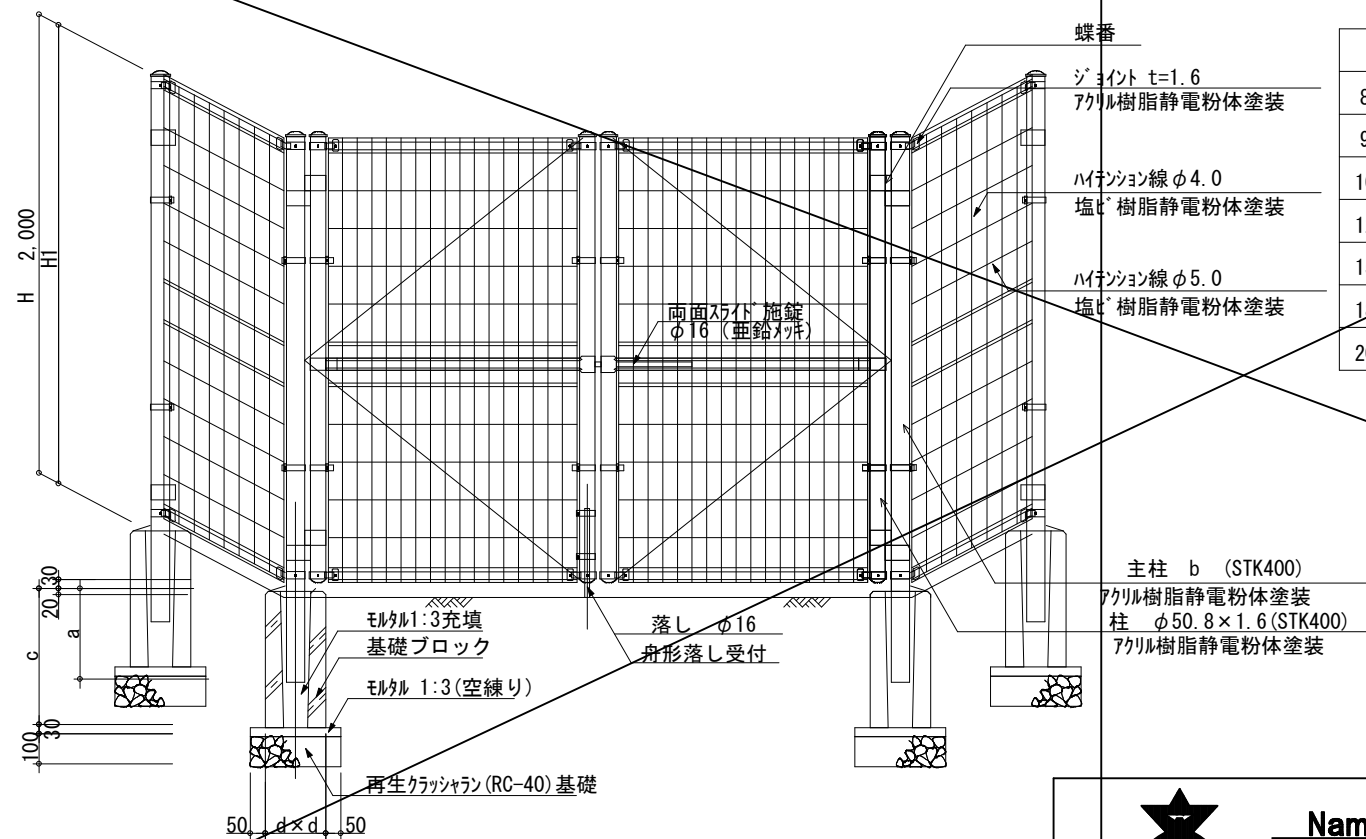 蝶番
ジョイント t=1.6
アクリル樹脂静電粉体塗装
ハイテンション線φ4.0
塩ビ樹脂静電粉体塗装
ハイテンション線φ5.0
塩ビ樹脂静電粉体塗装
両面スライド施錠
φ16 (亜鉛メッキ)
H
2,000
H1
主柱 b (STK400)
アクリル樹脂静電粉体塗装
柱 φ50.8×1.6(STK400)
アクリル樹脂静電粉体塗装
落し φ16
舟形落し受付
モルタル1:3充填
基礎ブロック
モルタル 1:3(空練り)
再生クラッシャラン(RC-40)基礎
30
20
a
c
30
100
50 d×d 50
8
9
Nam